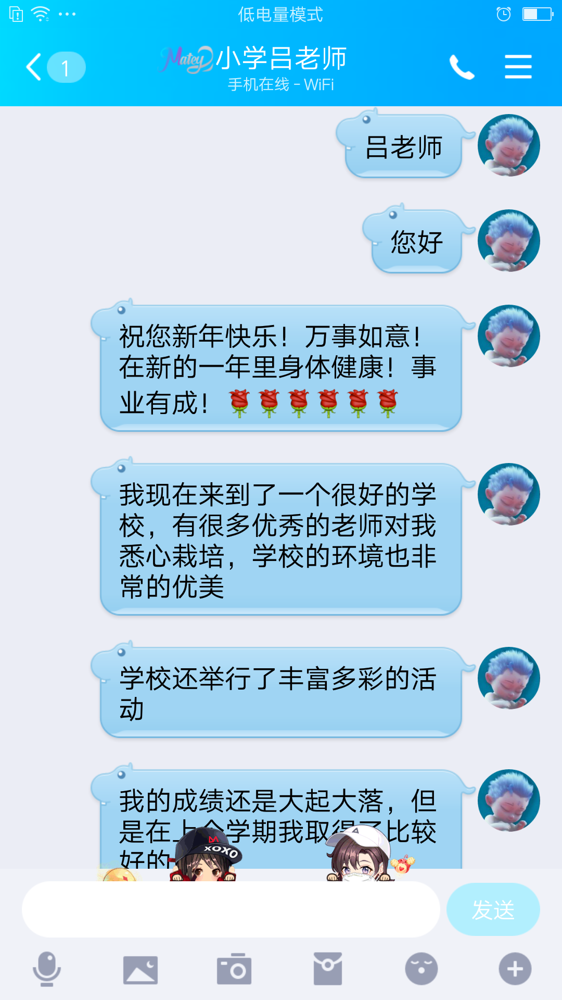 低电量模式
1
Matey
小学吕老师
手机在线 - WiFi
吕老师
您好
祝您新年快乐！万事如意！
在新的一年里身体健康！事
业有成！
我现在来到了一个很好的学
校，有很多优秀的老师对我
悉心栽培，学校的环境也非
常的优美
学校还举行了丰富多彩的活
动
我的成绩还是大起大落，但
是在上个学期我取得了比较
好的
XOXO
发送